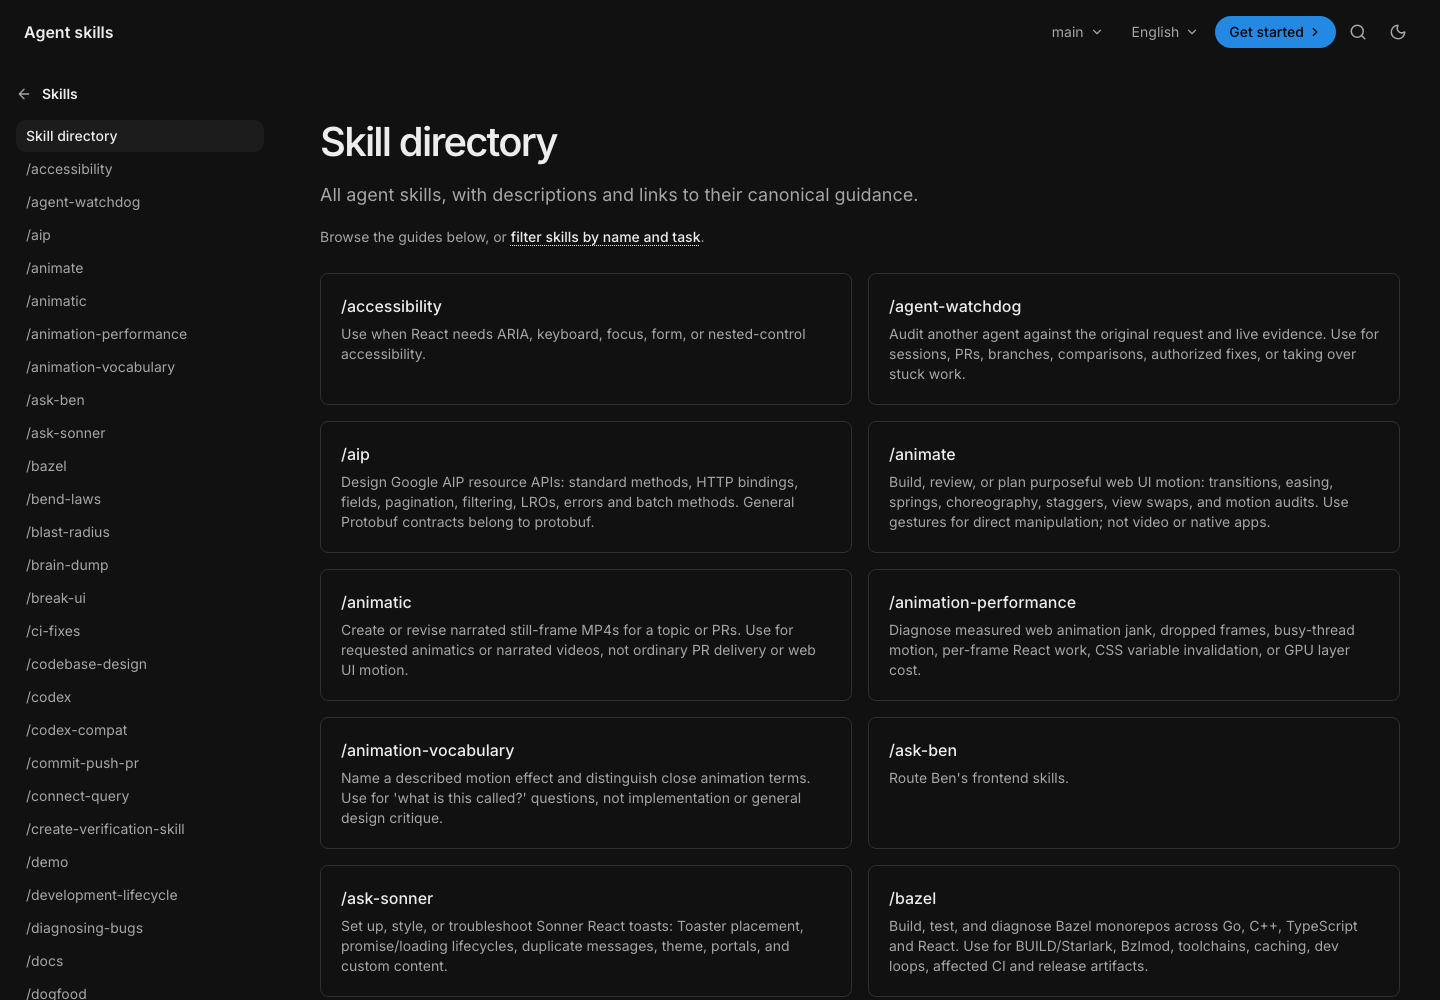 Agent skills
main
English
Get started
Skills
Skill directory
/accessibility
/agent-watchdog
/aip
/animate
/animatic
/animation-performance
/animation-vocabulary
/ask-ben
/ask-sonner
/bazel
/bend-laws
/blast-radius
/brain-dump
/break-ui
/ci-fixes
/codebase-design
/codex
/codex-compat
/commit-push-pr
/connect-query
/create-verification-skill
/demo
/development-lifecycle
/diagnosing-bugs
/docs
/dogfood
Skill directory
All agent skills, with descriptions and links to their canonical guidance.
Browse the guides below, or filter skills by name and task.
/accessibility
Use when React needs ARIA, keyboard, focus, form, or nested-control
accessibility.
/agent-watchdog
Audit another agent against the original request and live evidence. Use for
sessions, PRs, branches, comparisons, authorized fixes, or taking over
stuck work.
/aip
Design Google AIP resource APIs: standard methods, HTTP bindings,
fields, pagination, filtering, LROs, errors and batch methods. General
Protobuf contracts belong to protobuf.
/animate
Build, review, or plan purposeful web UI motion: transitions, easing,
springs, choreography, staggers, view swaps, and motion audits. Use
gestures for direct manipulation; not video or native apps.
/animatic
Create or revise narrated still-frame MP4s for a topic or PRs. Use for
requested animatics or narrated videos, not ordinary PR delivery or web
UI motion.
/animation-performance
Diagnose measured web animation jank, dropped frames, busy-thread
motion, per-frame React work, CSS variable invalidation, or GPU layer
cost.
/animation-vocabulary
Name a described motion effect and distinguish close animation terms.
Use for 'what is this called?' questions, not implementation or general
design critique.
/ask-ben
Route Ben's frontend skills.
/ask-sonner
Set up, style, or troubleshoot Sonner React toasts: Toaster placement,
promise/loading lifecycles, duplicate messages, theme, portals, and
custom content.
/bazel
Build, test, and diagnose Bazel monorepos across Go, C++, TypeScript
and React. Use for BUILD/Starlark, Bzlmod, toolchains, caching, dev
loops, affected CI and release artifacts.